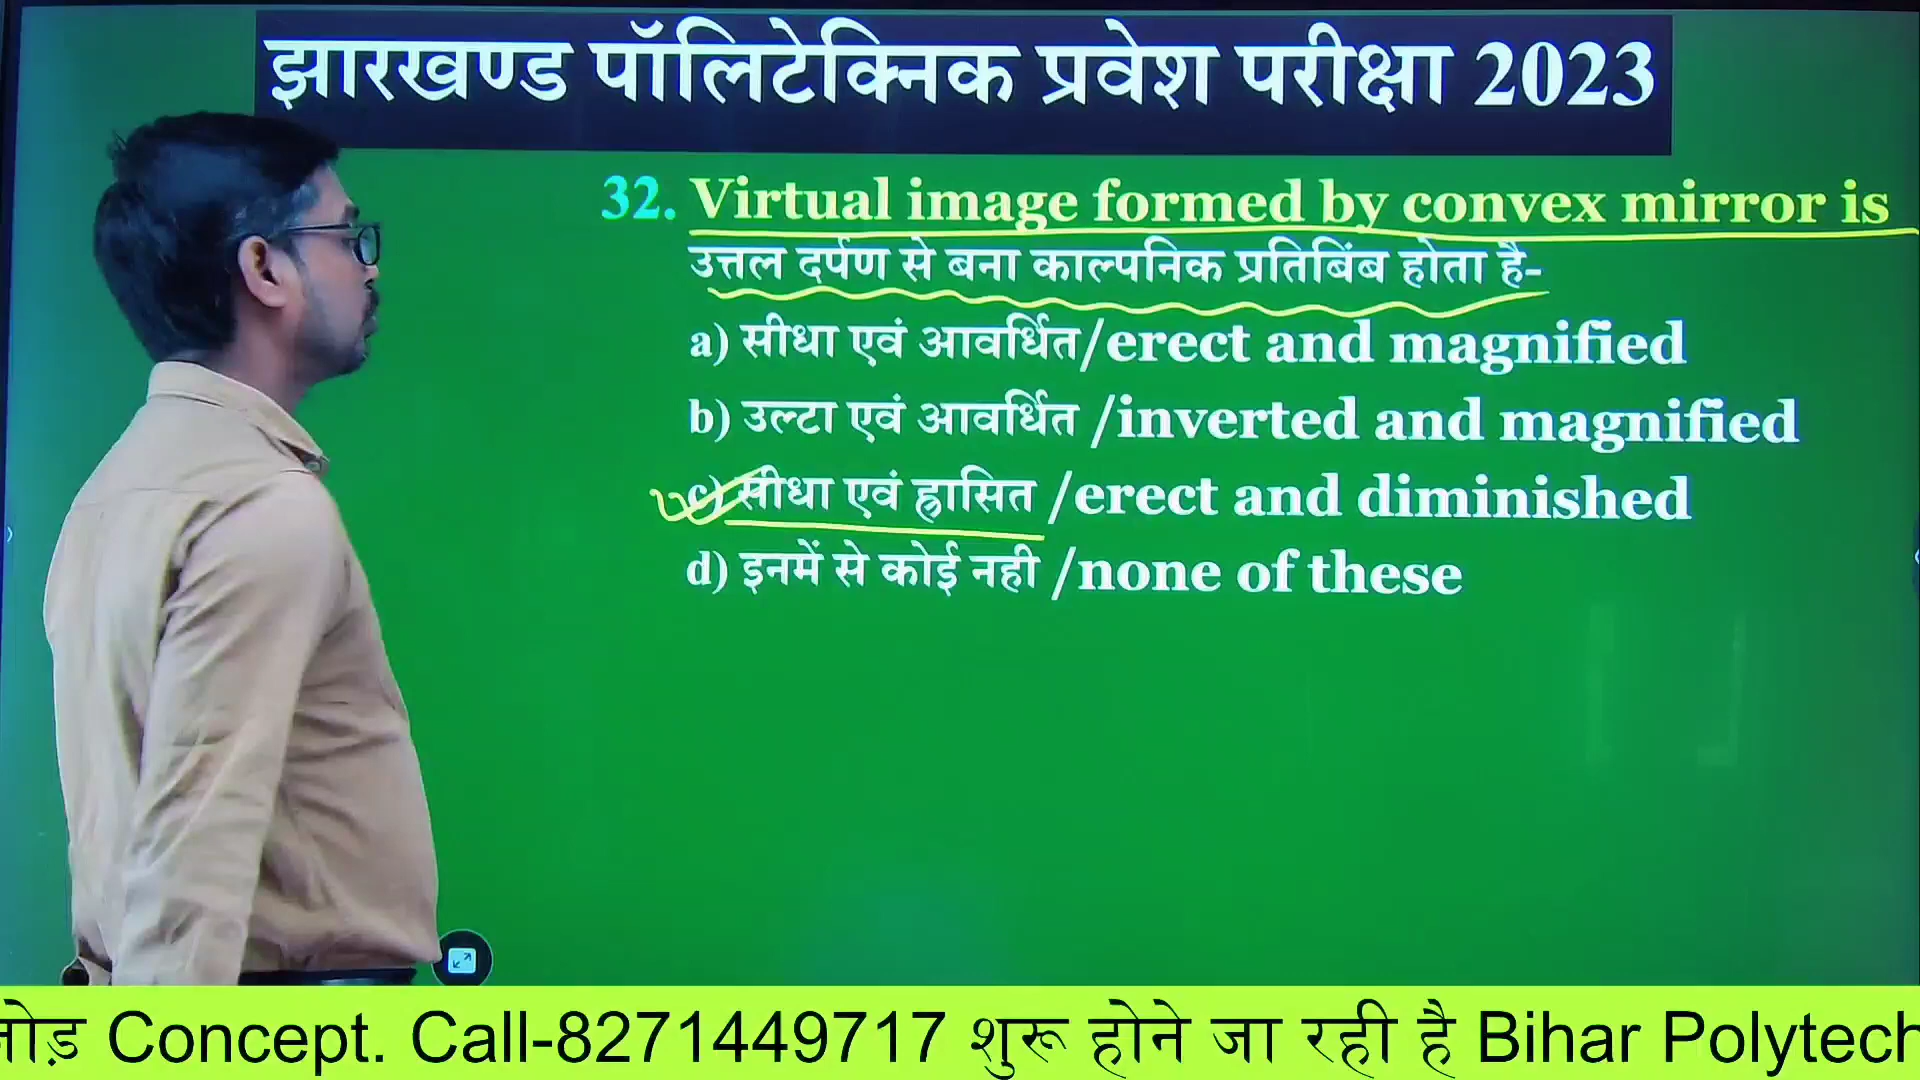 झारखण्ड पॉलिटेक्निक प्रवेश परीक्षा 2023
32. Virtual image formed by convex mirror is
उत्तल दर्पण से बना काल्पनिक प्रतिबिंब होता है-
a) सीधा एवं आवर्धित/erect and magnified
b) उल्टा एवं आवर्धित /inverted and magnified
c) सीधा एवं ह्रासित /erect and diminished
d) इनमें से कोई नही /none of these
Concept. Call-8271449717 शुरू होने जा रही है Bihar Polytech